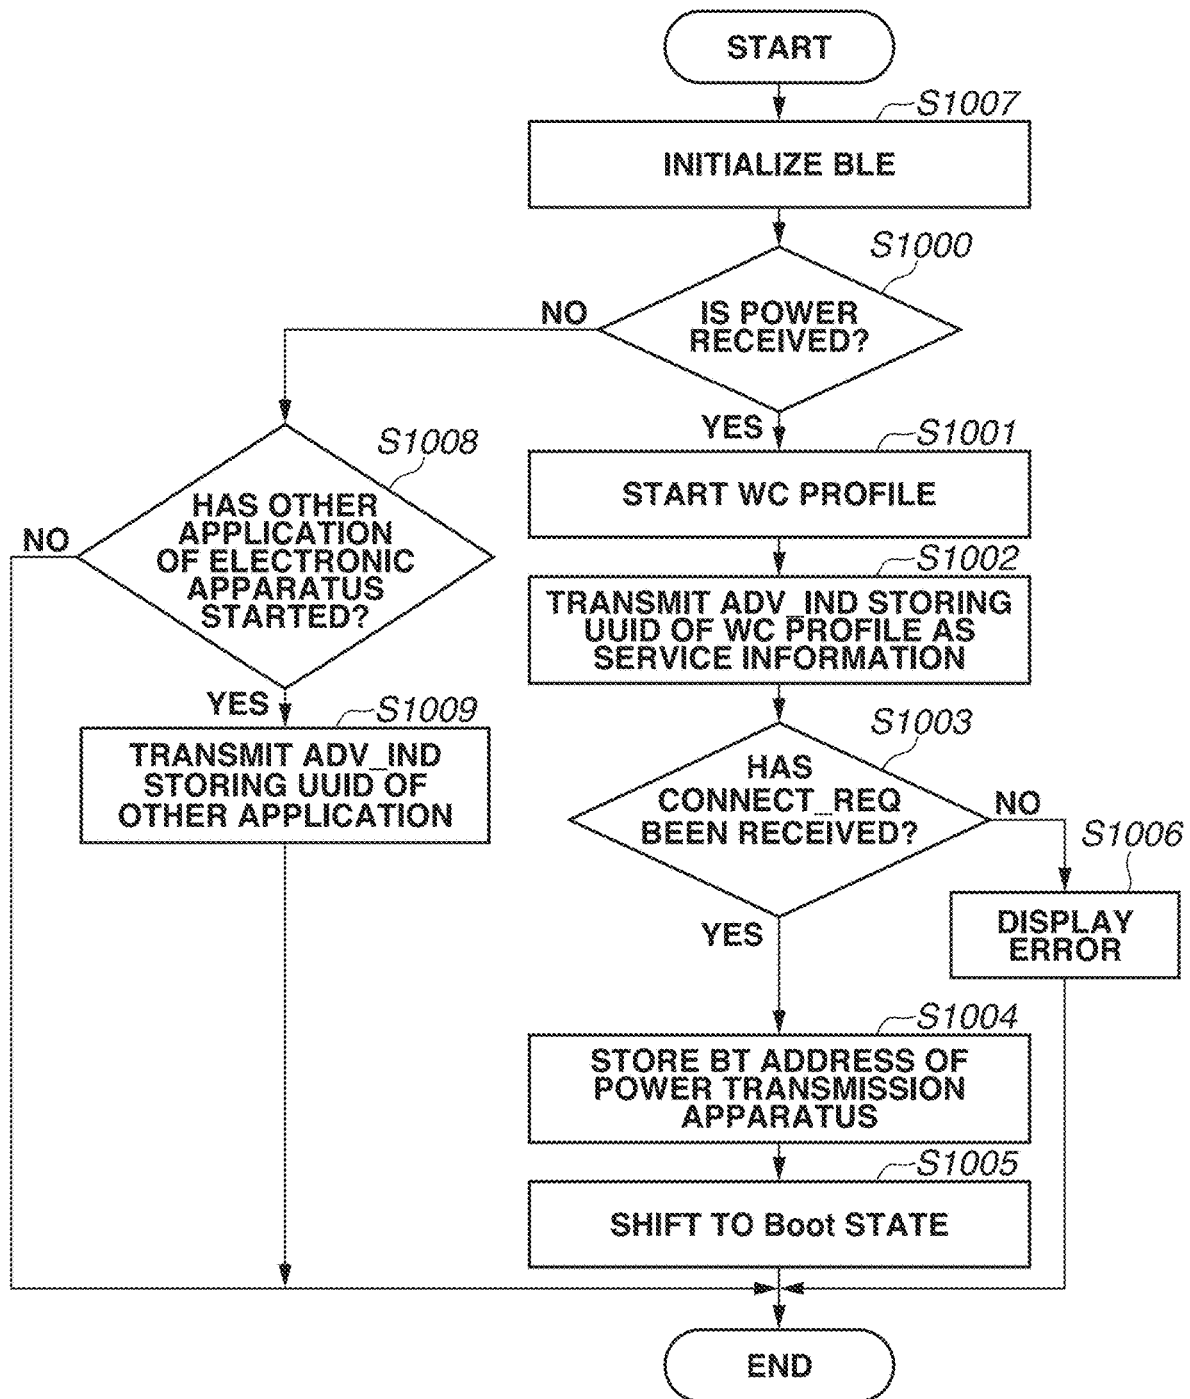 START
S1007
INITIALIZE BLE
S1000
IS POWER
RECEIVED?
NO
YES
S1001
START WC PROFILE
S1002
TRANSMIT ADV_IND STORING
UUID OF WC PROFILE AS
SERVICE INFORMATION
S1003
HAS
CONNECT_REQ
BEEN RECEIVED?
NO
S1006
DISPLAY
ERROR
YES
S1004
STORE BT ADDRESS OF
POWER TRANSMISSION
APPARATUS
S1005
SHIFT TO Boot STATE
S1008
HAS OTHER
APPLICATION
OF ELECTRONIC
APPARATUS
STARTED?
NO
YES
S1009
TRANSMIT ADV_IND
STORING UUID OF
OTHER APPLICATION
END